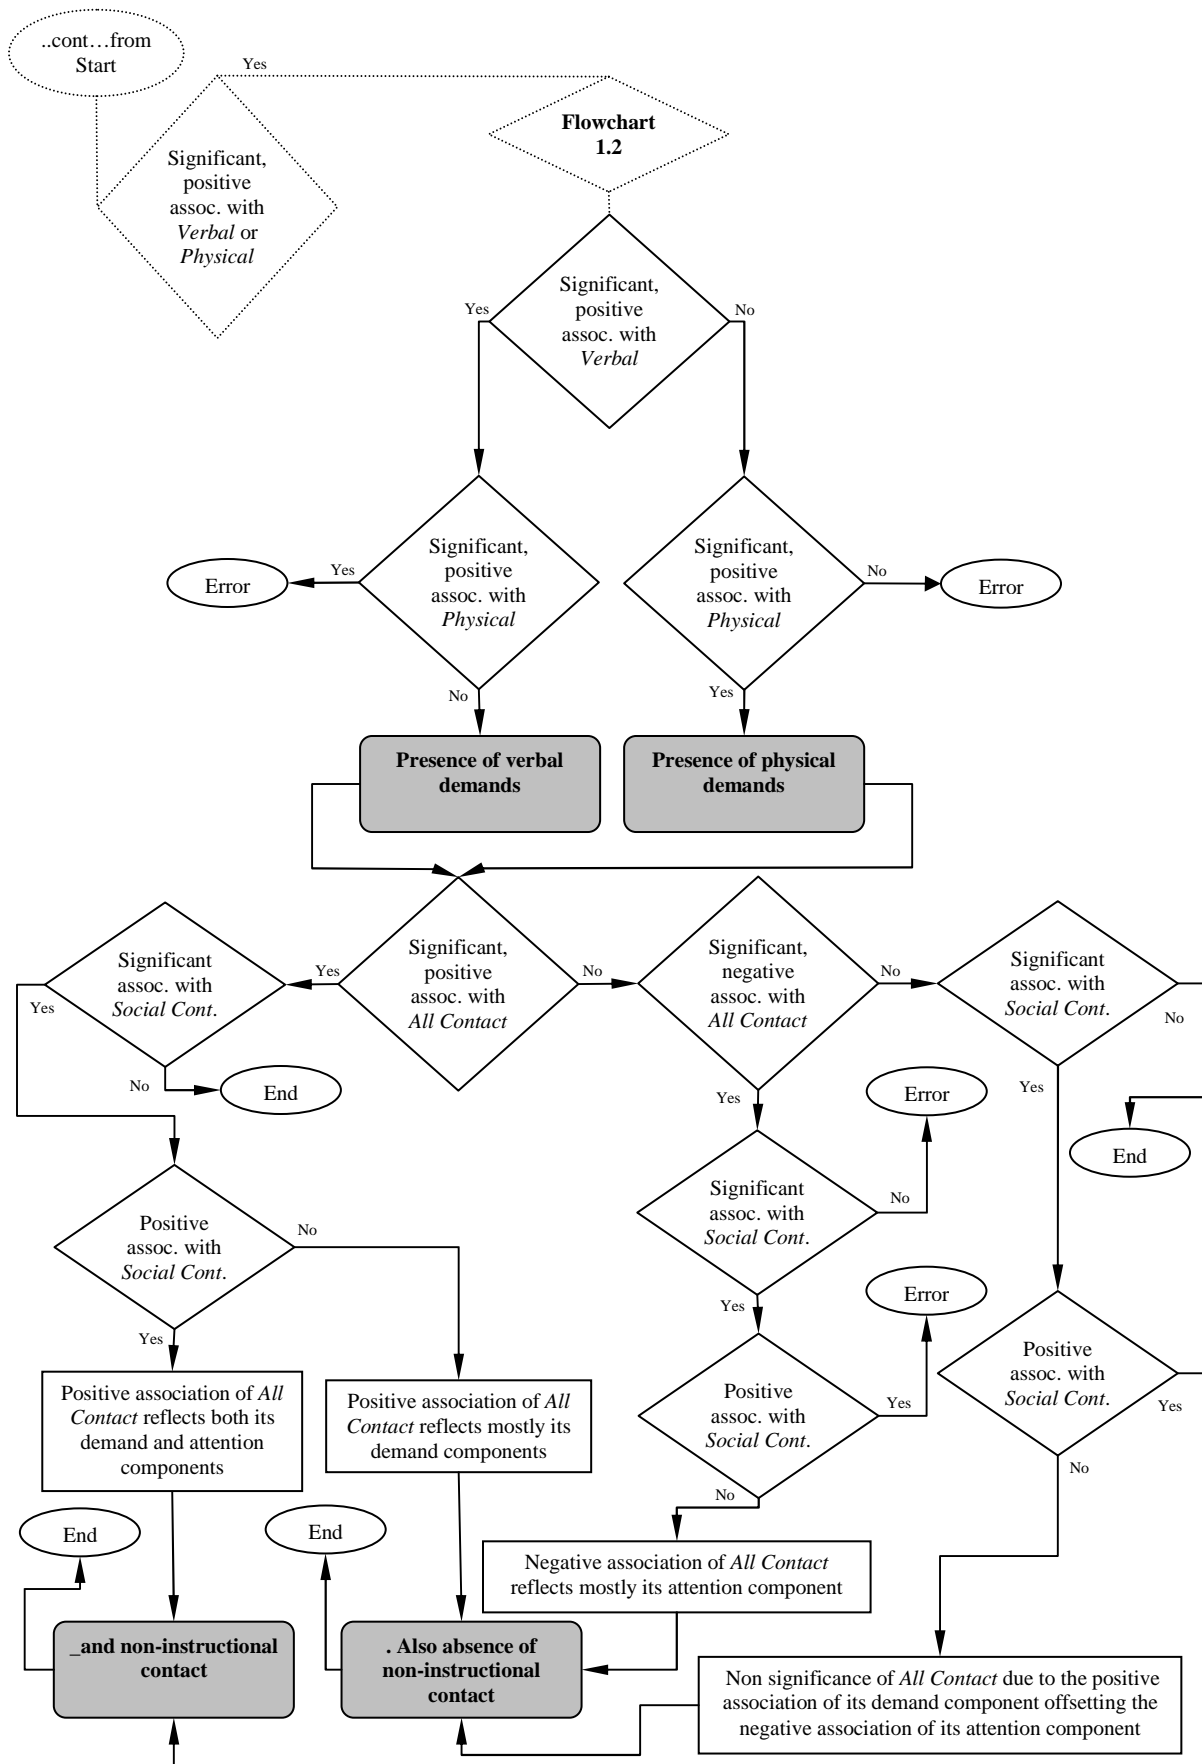 ..cont…from
Start
Yes
Flowchart
1.2
Significant,
positive
assoc. with
Verbal or
Physical
Significant,
positive
assoc. with
Verbal
Yes
No
Significant,
positive
assoc. with
Physical
Yes
Error
No
Significant,
positive
assoc. with
Physical
No
Error
Yes
Presence of verbal
demands
Presence of physical
demands
Significant
assoc. with
Social Cont.
Yes
Yes
No
End
Significant,
positive
assoc. with
All Contact
No
Significant,
negative
assoc. with
All Contact
No
Yes
Significant
assoc. with
Social Cont.
No
Yes
End
Error
Significant
assoc. with
Social Cont.
No
Yes
Positive
assoc. with
Social Cont.
No
Yes
Error
Positive
assoc. with
Social Cont.
Yes
No
Positive
assoc. with
Social Cont.
Yes
No
Positive association of All
Contact reflects both its
demand and attention
components
Positive association of All
Contact reflects mostly its
demand components
End
End
Negative association of All Contact
reflects mostly its attention component
_and non-instructional
contact
. Also absence of
non-instructional
contact
Non significance of All Contact due to the positive
association of its demand component offsetting the
negative association of its attention component